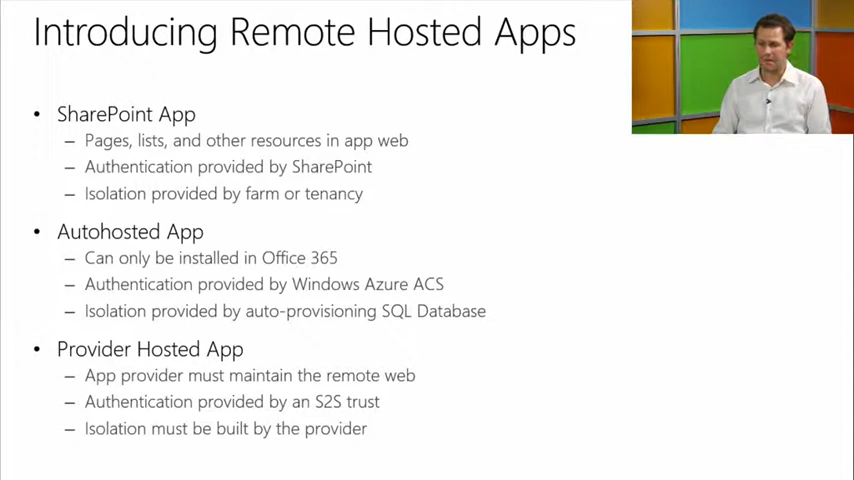 Introducing Remote Hosted Apps
• SharePoint App
– Pages, lists, and other resources in app web
– Authentication provided by SharePoint
– Isolation provided by farm or tenancy
• Autohosted App
– Can only be installed in Office 365
– Authentication provided by Windows Azure ACS
– Isolation provided by auto-provisioning SQL Database
• Provider Hosted App
– App provider must maintain the remote web
– Authentication provided by an S2S trust
– Isolation must be built by the provider